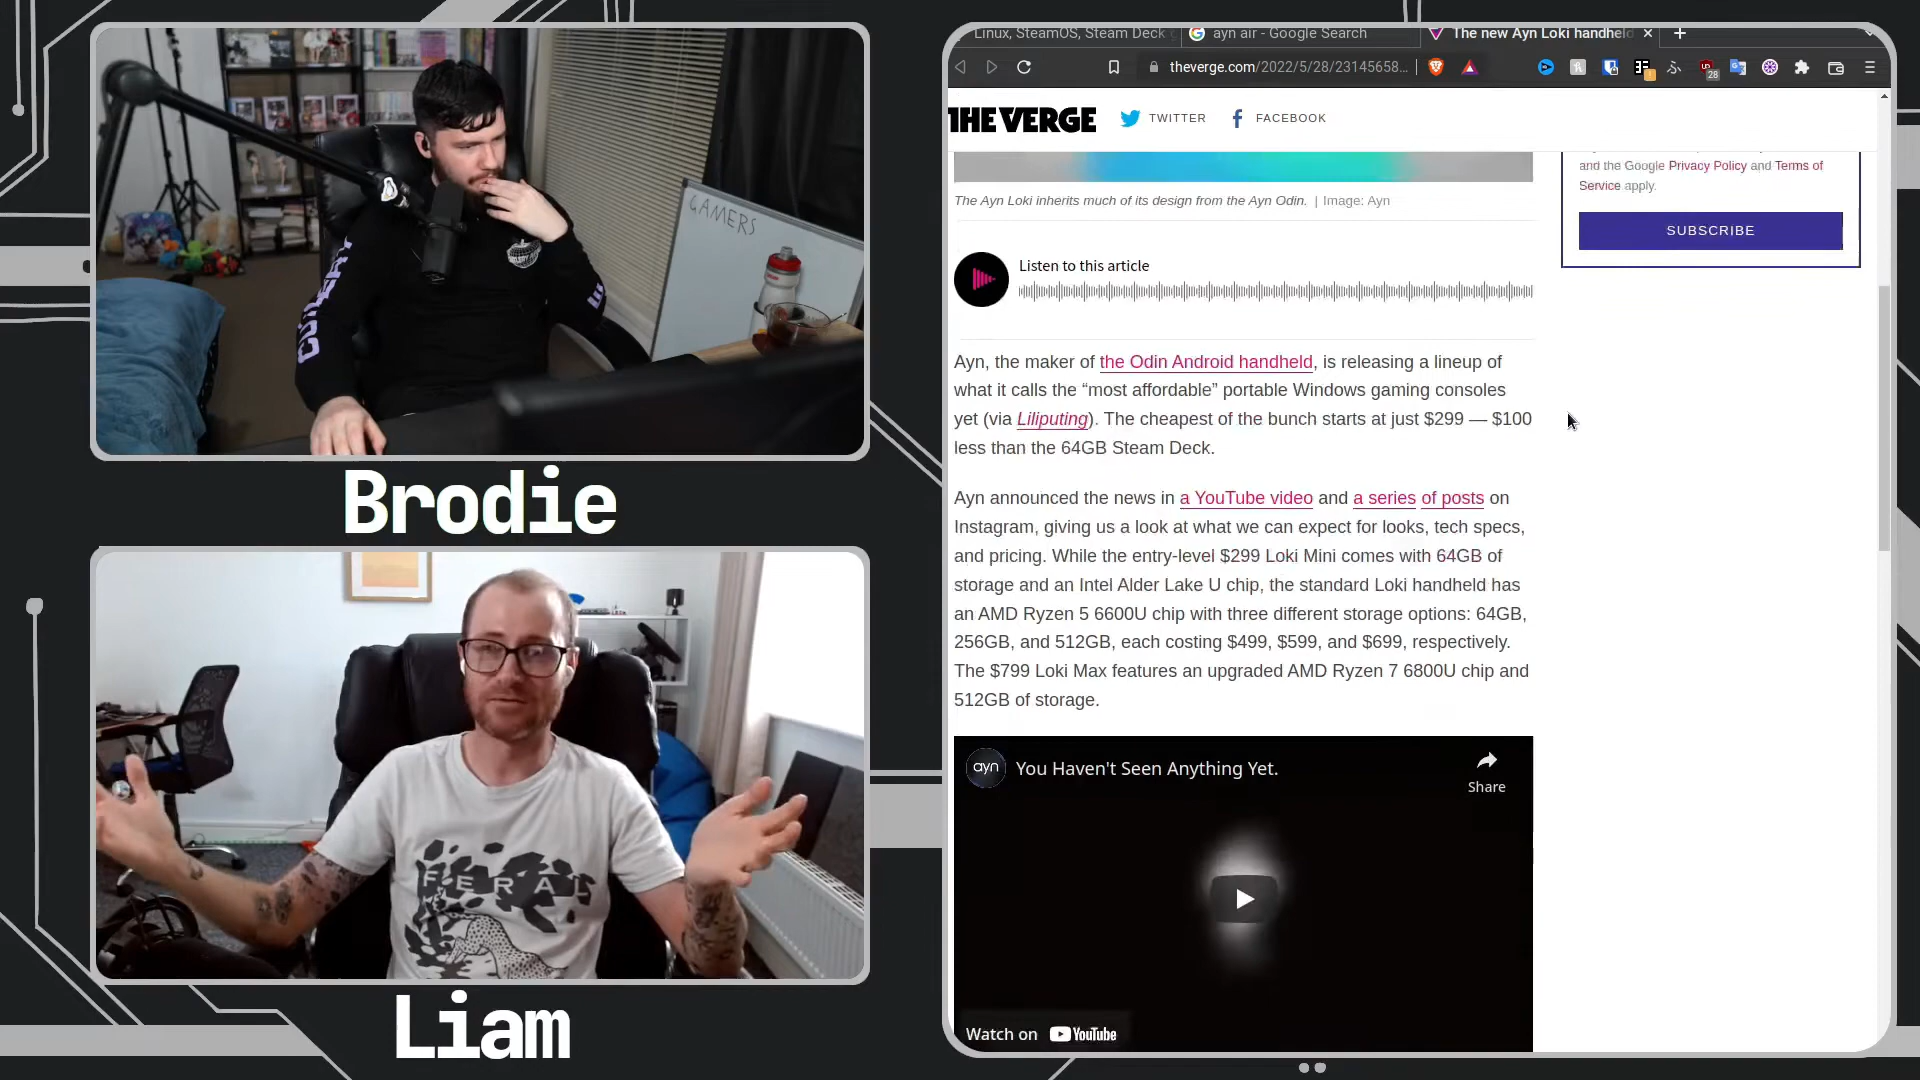 GAMERS
Brodie
FERAL
Liam
Linux, SteamOS, Steam Deck
ayn air - Google Search
The new Ayn Loki handheld
theverge.com/2022/5/28/23145658...
28
THE VERGE
TWITTER
FACEBOOK
The Ayn Loki inherits much of its design from the Ayn Odin. | Image: Ayn
Listen to this article
Ayn, the maker of the Odin Android handheld, is releasing a lineup of
what it calls the “most affordable” portable Windows gaming consoles
yet (via Liliputing). The cheapest of the bunch starts at just $299 — $100
less than the 64GB Steam Deck.
Ayn announced the news in a YouTube video and a series of posts on
Instagram, giving us a look at what we can expect for looks, tech specs,
and pricing. While the entry-level $299 Loki Mini comes with 64GB of
storage and an Intel Alder Lake U chip, the standard Loki handheld has
an AMD Ryzen 5 6600U chip with three different storage options: 64GB,
256GB, and 512GB, each costing $499, $599, and $699, respectively.
The $799 Loki Max features an upgraded AMD Ryzen 7 6800U chip and
512GB of storage.
ayn
You Haven't Seen Anything Yet.
Share
Watch on YouTube
and the Google Privacy Policy and Terms of
Service apply.
SUBSCRIBE